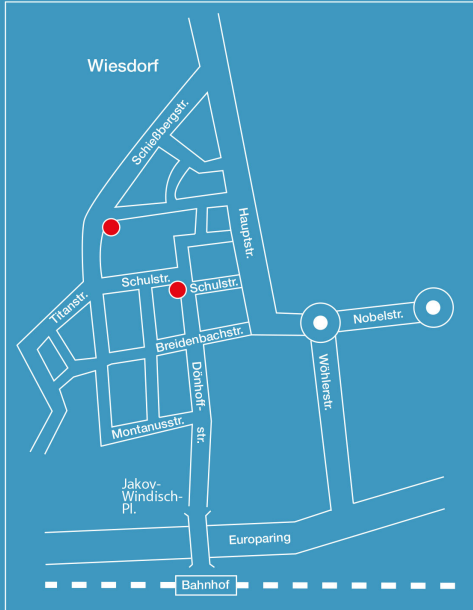 Wiesdorf
Schießbergstr.
Hauptstr.
Schulstr.
Schulstr.
Titanstr.
Nobelstr.
Breidenbachstr.
Wöhlerstr.
Dönhoff-
str.
Montanusstr.
Jakov-
Windisch-
Pl.
Europaring
Bahnhof